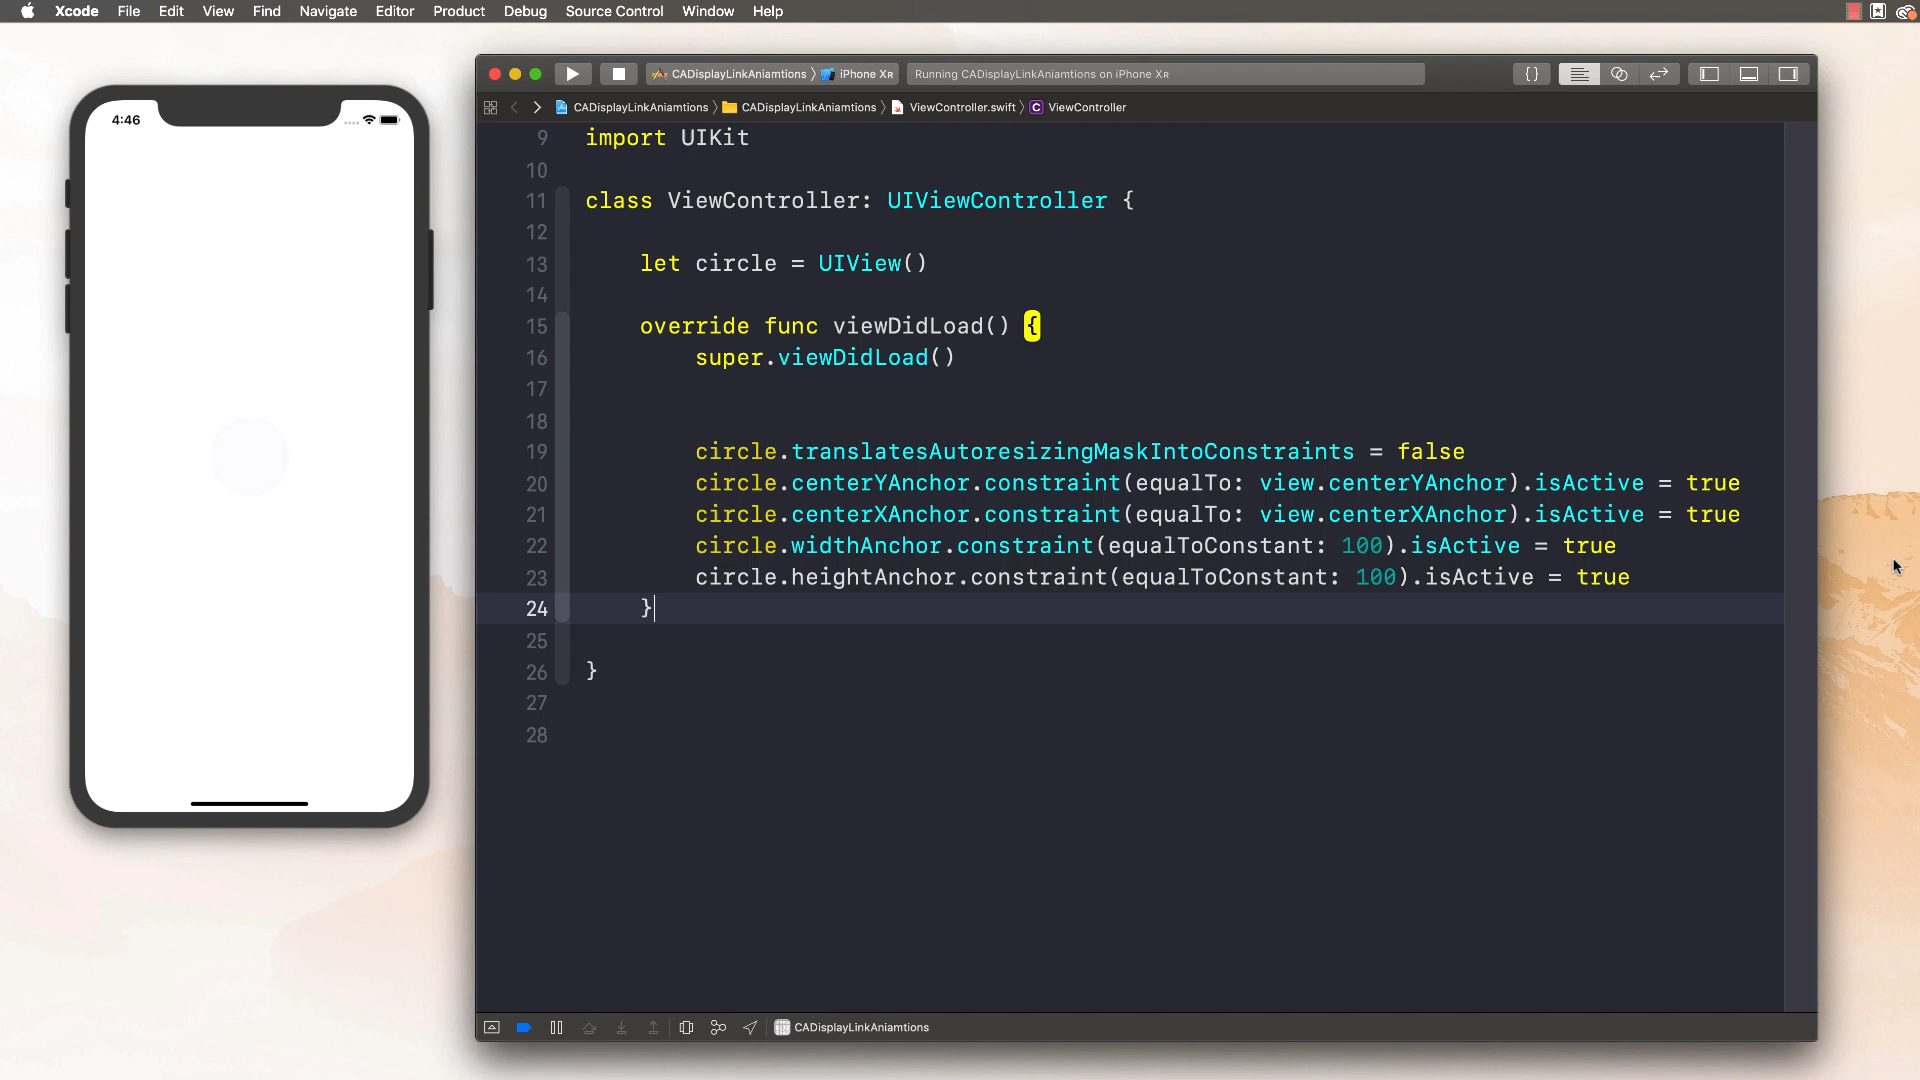 Xcode File Edit View Find Navigate Editor Product Debug Source Control Window Help
4:46
CADisplayLinkAniamtions iPhone XR Running CADisplayLinkAniamtions on iPhone XR {}
CADisplayLinkAniamtions CADisplayLinkAniamtions ViewController.swift C ViewController
9 import UIKit
10
11 class ViewController: UIViewController {
12
13 let circle = UIView()
14
15 override func viewDidLoad() {
16 super.viewDidLoad()
17
18
19 circle.translatesAutoresizingMaskIntoConstraints = false
20 circle.centerYAnchor.constraint(equalTo: view.centerYAnchor).isActive = true
21 circle.centerXAnchor.constraint(equalTo: view.centerXAnchor).isActive = true
22 circle.widthAnchor.constraint(equalToConstant: 100).isActive = true
23 circle.heightAnchor.constraint(equalToConstant: 100).isActive = true
24 }
25
26 }
27
28
CADisplayLinkAniamtions